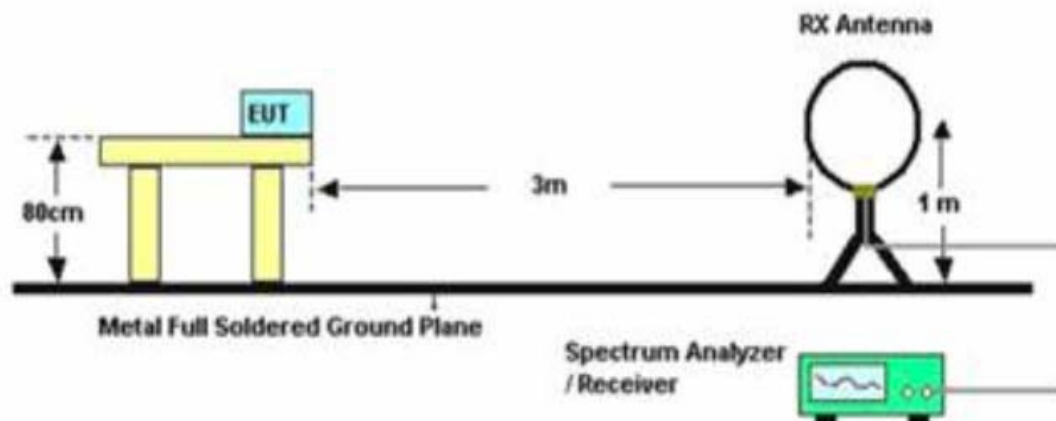 RX Antenna
EUT
80cm
3m
1 m
Metal Full Soldered Ground Plane
Spectrum Analyzer
/ Receiver